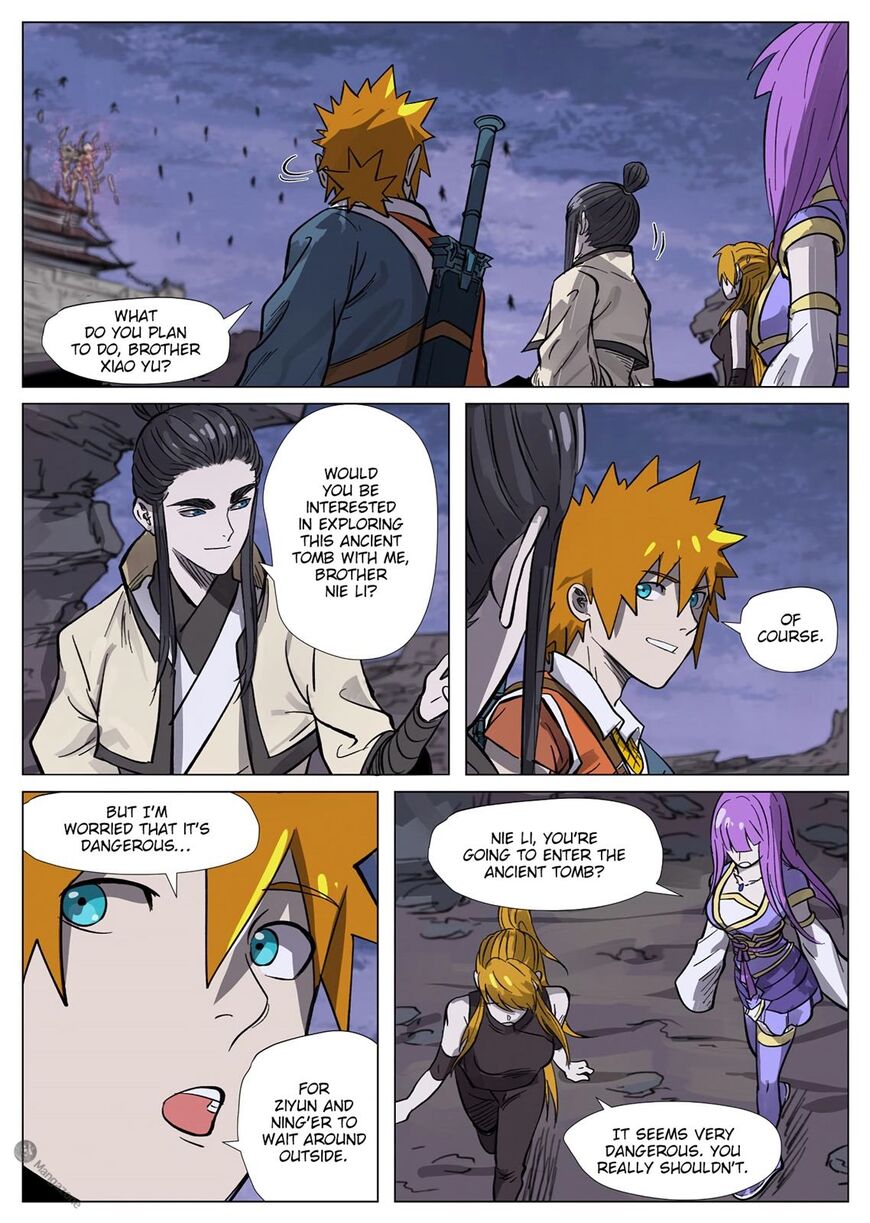 WHAT
DO YOU PLAN
TO DO, BROTHER
XIAO YU?
WOULD
YOU BE
INTERESTED
IN EXPLORING
THIS ANCIENT
TOMB WITH ME,
BROTHER
NIE LI?
OF
COURSE.
BUT I'M
WORRIED THAT IT'S
DANGEROUS...
FOR
ZIYUN AND
NING'ER TO
WAIT AROUND
OUTSIDE.
NIE LI, YOU'RE
GOING TO ENTER THE
ANCIENT TOMB?
IT SEEMS VERY
DANGEROUS. YOU
REALLY SHOULDN'T.